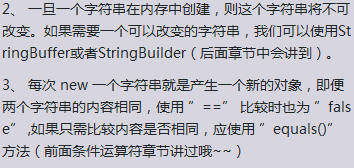 2、 一旦一个字符串在内存中创建，则这个字符串将不可
改变。如果需要一个可以改变的字符串，我们可以使用St
ringBuffer或者StringBuilder（后面章节中会讲到）。
3、 每次 new 一个字符串就是产生一个新的对象，即便
两个字符串的内容相同，使用 ”==” 比较时也为 ”fals
e” ,如果只需比较内容是否相同，应使用 ”equals()”
方法（前面条件运算符章节讲过哦~~）